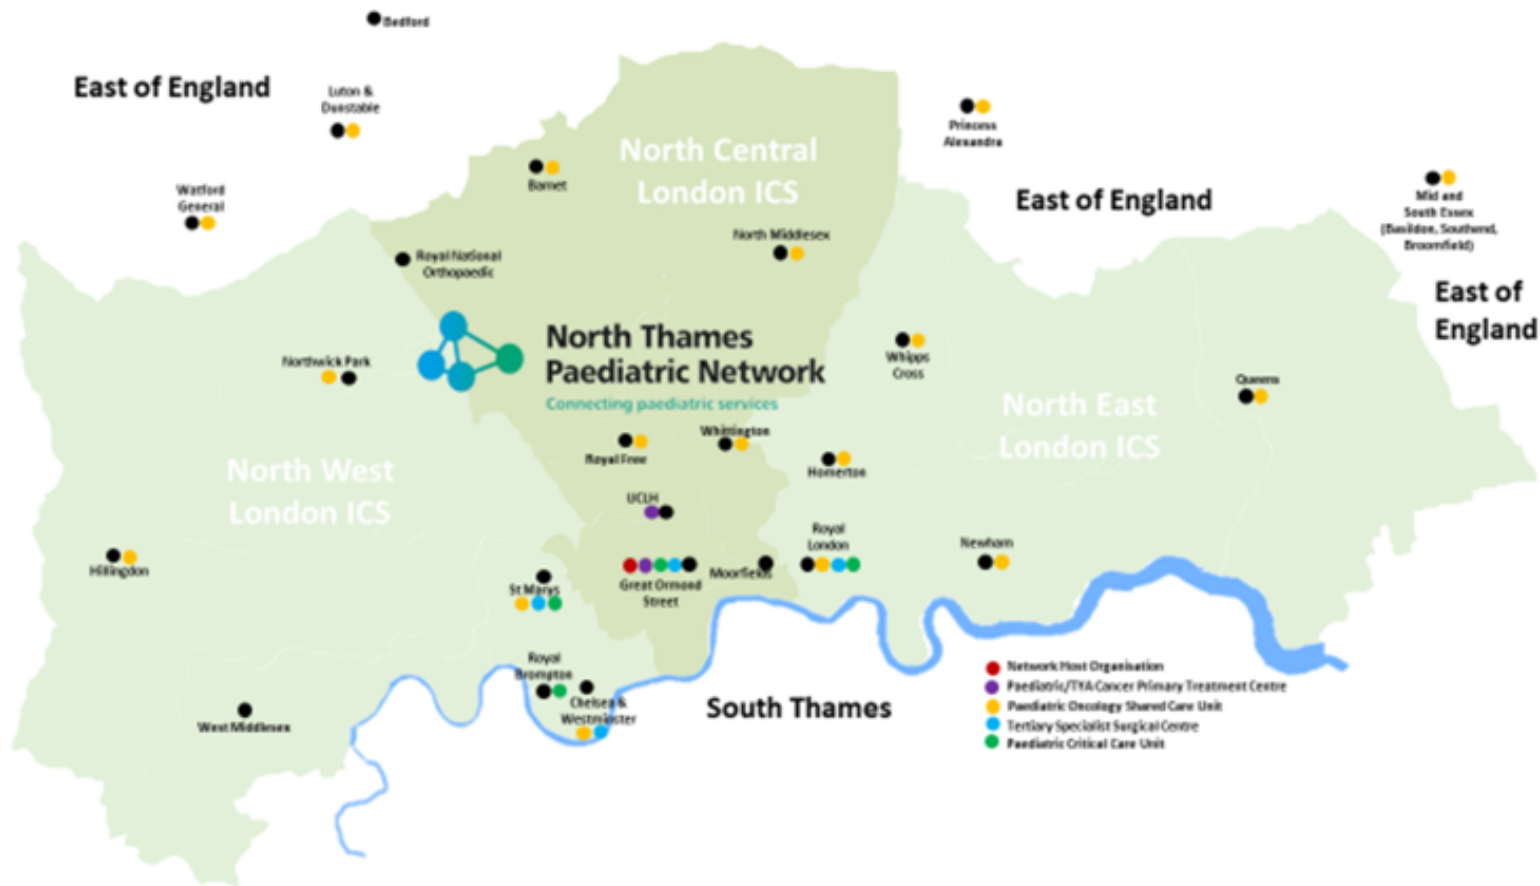 Bedford
East of England
Luton &
Dunstable
Princess
Alexandra
North Central
London ICS
Barnet
Watford
General
East of England
Mid and
South Essex
(Basildon, Southend,
Broomfield)
North Middlesex
Royal National
Orthopaedic
East of
England
North Thames
Paediatric Network
Connecting paediatric services
Northwick Park
Whipps
Cross
Queens
North East
London ICS
Whittington
Royal Free
Homerton
North West
London ICS
UCLH
Royal
London
Newham
Hillingdon
Moorfields
Great Ormond
Street
St Marys
Royal
Brompton
Chelsea &
Westminster
West Middlesex
South Thames
Network Host Organisation
Paediatric/TYA Cancer Primary Treatment Centre
Paediatric Oncology Shared Care Unit
Tertiary Specialist Surgical Centre
Paediatric Critical Care Unit